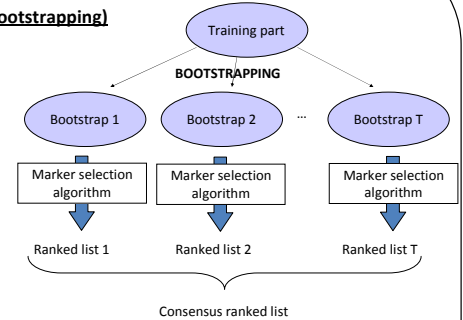 ootstrapping)
Training part
BOOTSTRAPPING
Bootstrap 1
Bootstrap 2
...
Bootstrap T
Marker selection
algorithm
Marker selection
algorithm
Marker selection
algorithm
Ranked list 1
Ranked list 2
Ranked list T
Consensus ranked list